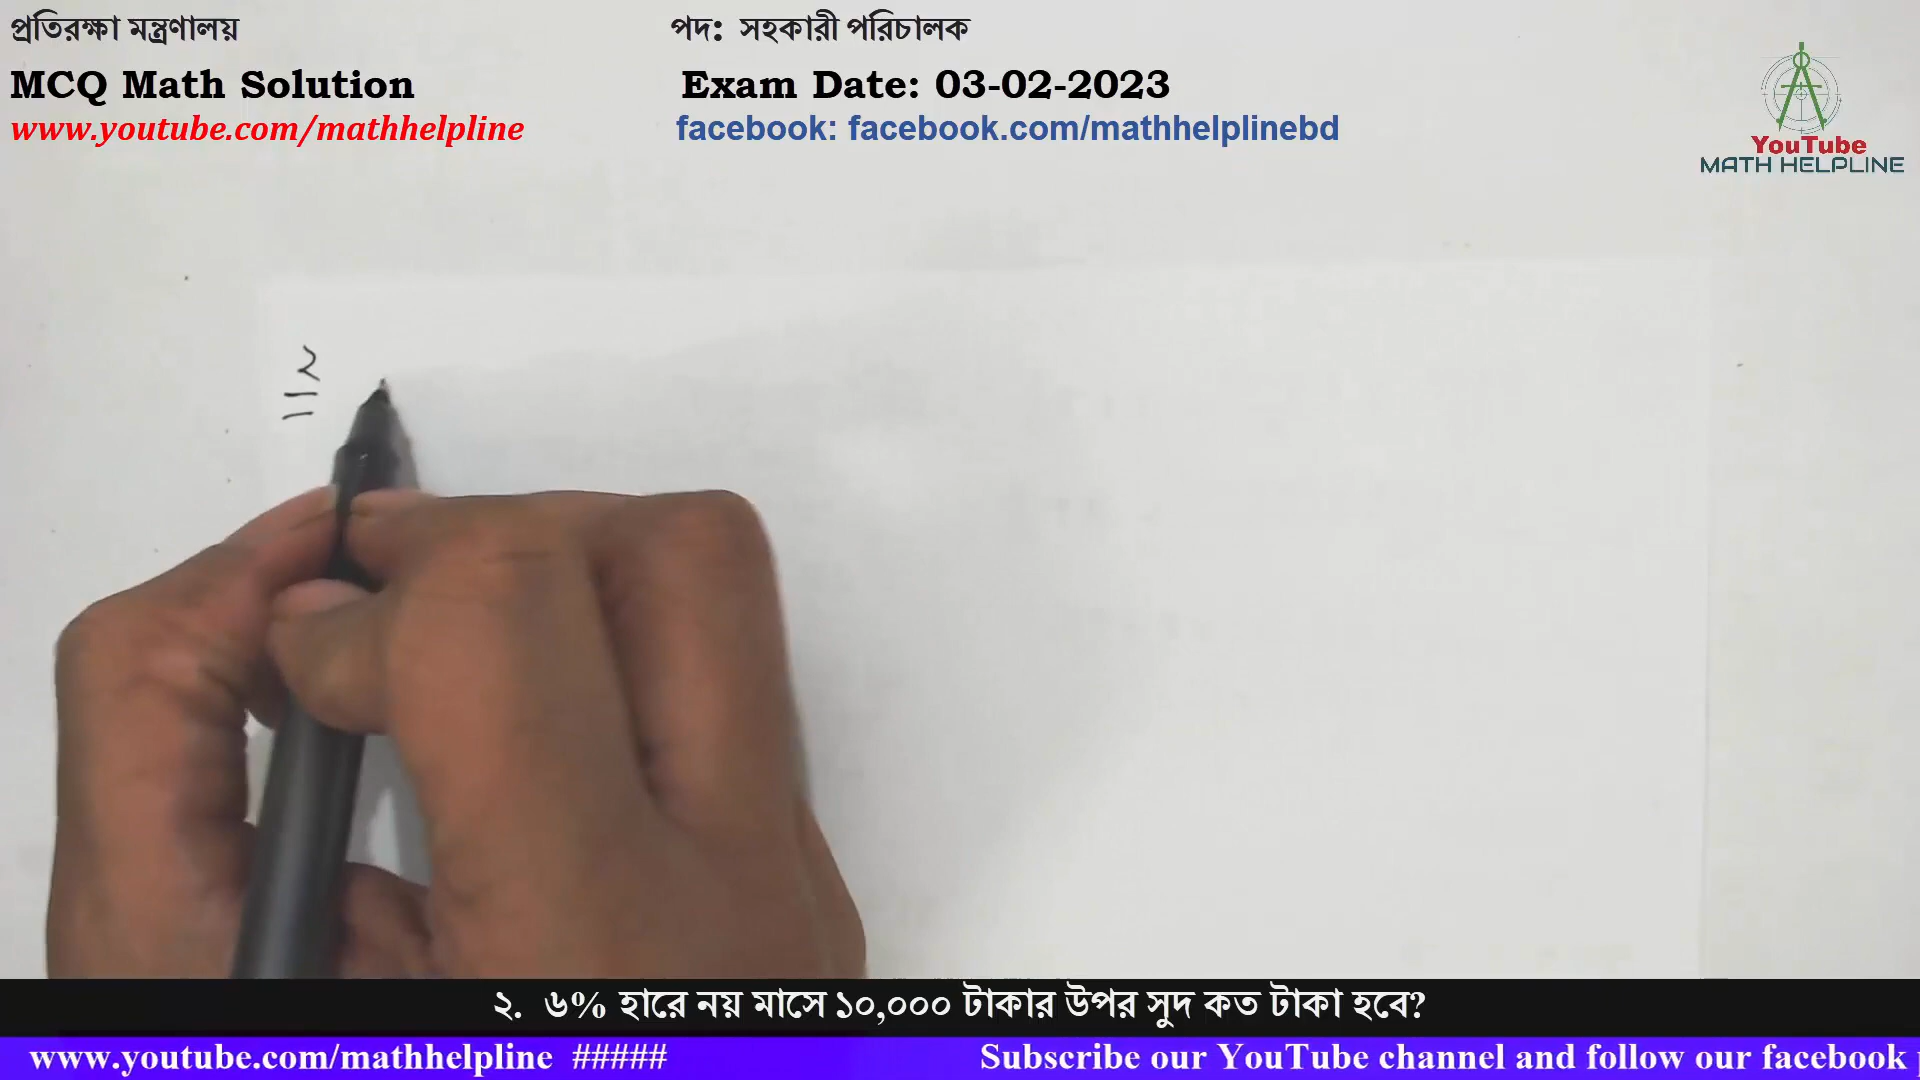 প্রতিরক্ষা মন্ত্রণালয়
পদ: সহকারী পরিচালক
MCQ Math Solution
Exam Date: 03-02-2023
www.youtube.com/mathhelpline
facebook: facebook.com/mathhelplinebd
YouTube
MATH HELPLINE
২
২. ৬% হারে নয় মাসে ১০,০০০ টাকার উপর সুদ কত টাকা হবে?
www.youtube.com/mathhelpline #####
Subscribe our YouTube channel and follow our facebook